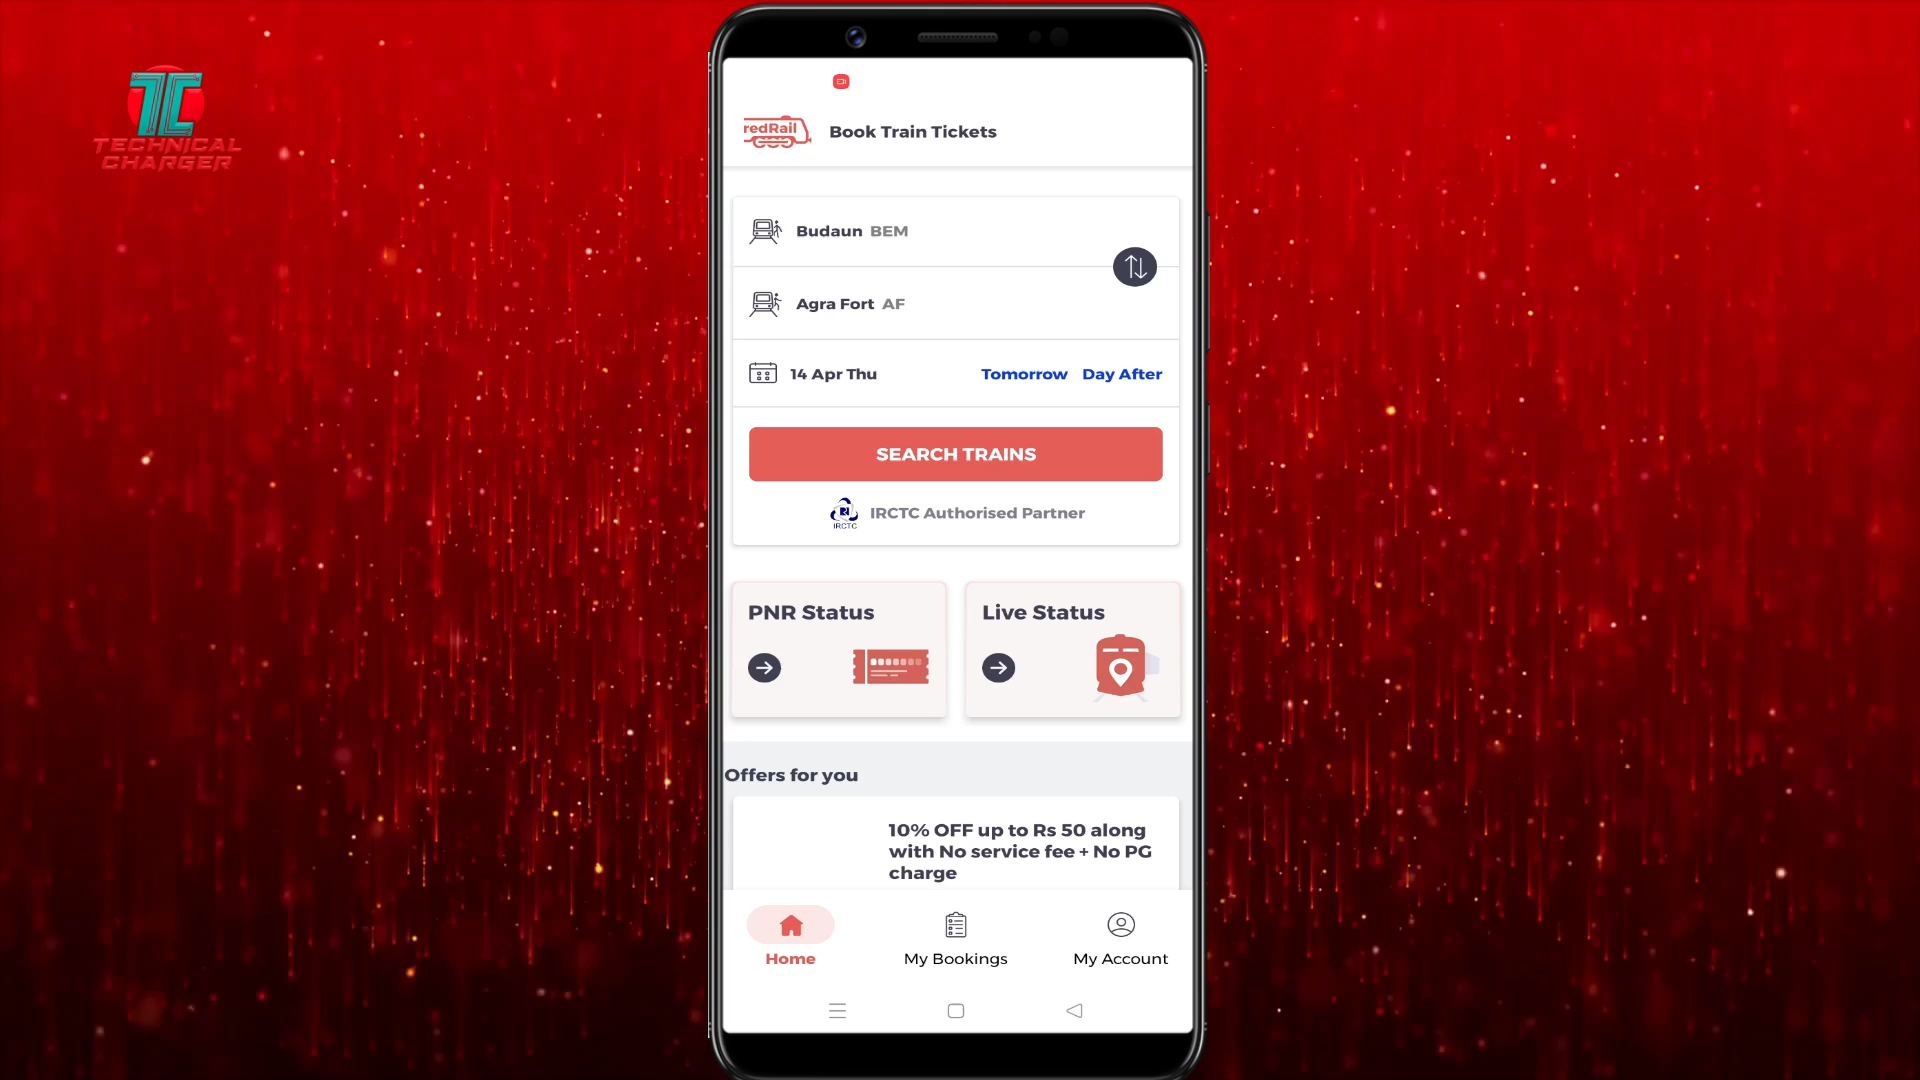 TECHNICAL
CHARGER
redRail
Book Train Tickets
Budaun BEM
Agra Fort AF
14 Apr Thu
Tomorrow Day After
SEARCH TRAINS
IRCTC
IRCTC Authorised Partner
PNR Status
Live Status
Offers for you
10% OFF up to Rs 50 along
with No service fee + No PG
charge
Home
My Bookings
My Account